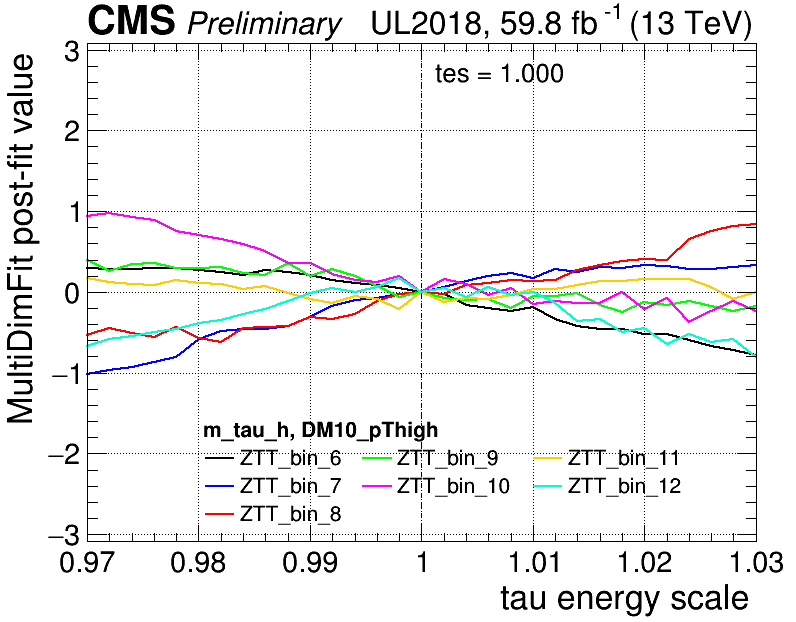 CMS Preliminary UL2018, 59.8 fb⁻¹ (13 TeV)
MultiDimFit post-fit value
tes = 1.000
3
2
1
0
−1
−2
−3
m_tau_h, DM10_pThigh
ZTT_bin_6 ZTT_bin_9 ZTT_bin_11
ZTT_bin_7 ZTT_bin_10 ZTT_bin_12
ZTT_bin_8
0.97 0.98 0.99 1 1.01 1.02 1.03
tau energy scale